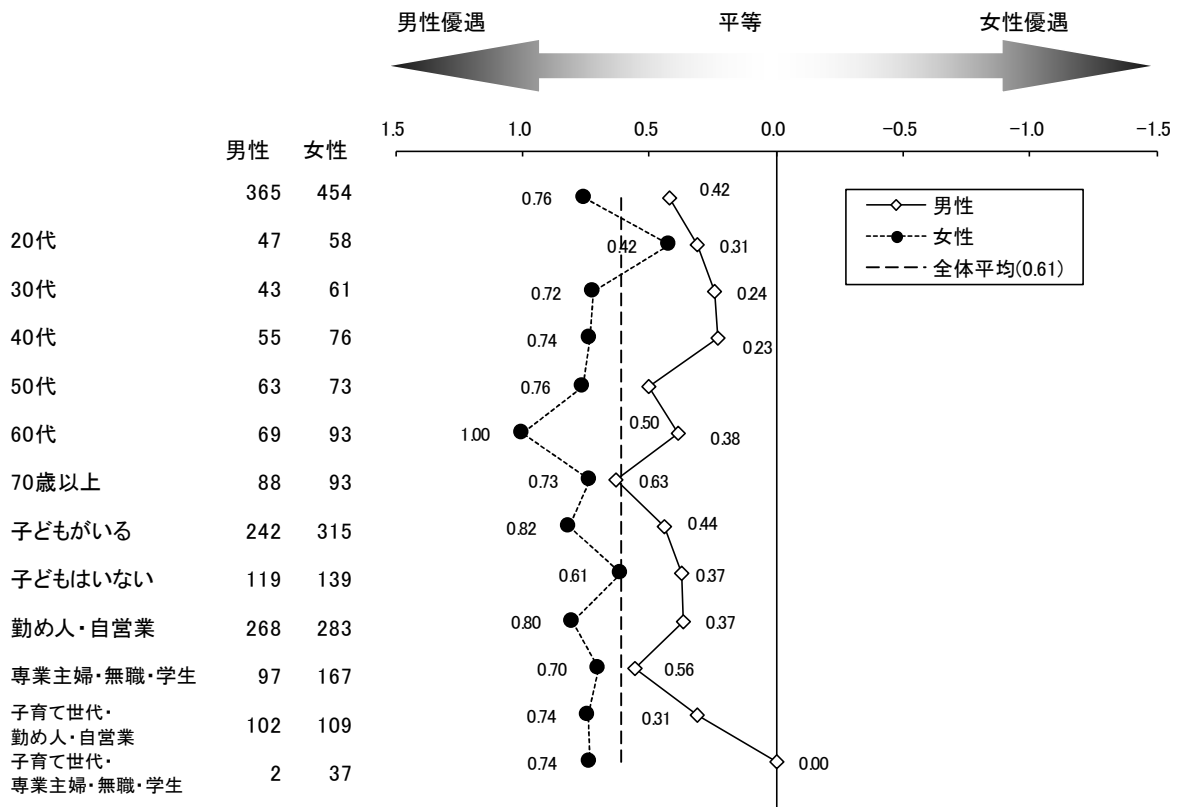 男性優遇 平等 女性優遇
1.5 1.0 0.5 0.0 −0.5 −1.0 −1.5
男性 女性
365 454 0.76 0.42
男性
女性
全体平均(0.61)
20代 47 58 0.42 0.31
30代 43 61 0.72 0.24
40代 55 76 0.74 0.23
50代 63 73 0.76 0.50
60代 69 93 1.00 0.38
70歳以上 88 93 0.73 0.63
子どもがいる 242 315 0.82 0.44
子どもはいない 119 139 0.61 0.37
勤め人・自営業 268 283 0.80 0.37
専業主婦・無職・学生 97 167 0.70 0.56
子育て世代・
勤め人・自営業 102 109 0.74 0.31
子育て世代・
専業主婦・無職・学生 2 37 0.74 0.00